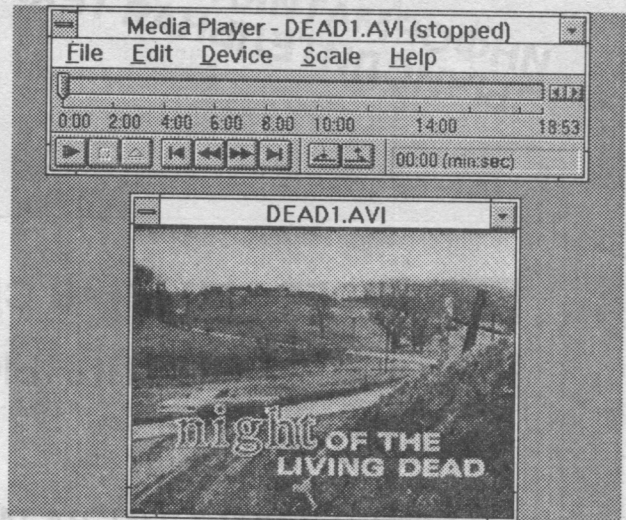 Media Player - DEAD1.AVI (stopped)
File Edit Device Scale Help
0:00 2:00 4:00 6:00 8:00 10:00 14:00 18:53
00:00 (min:sec)
DEAD1.AVI
night OF THE
LIVING DEAD